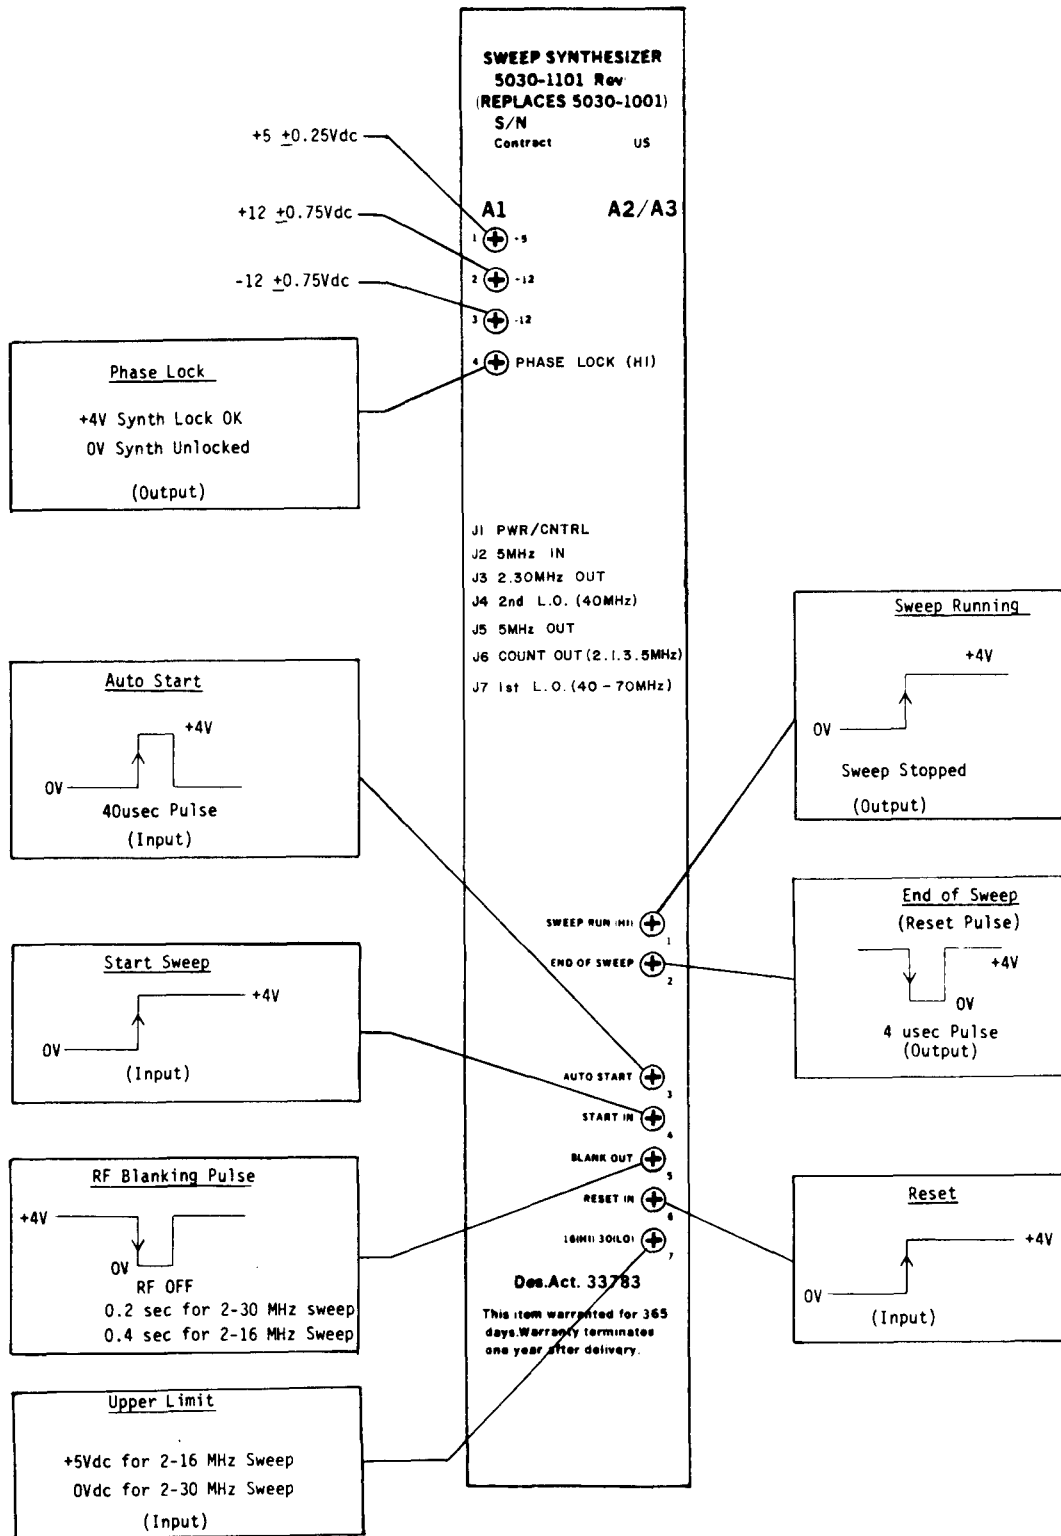 SWEEP SYNTHESIZER
5030-1101 Rev
(REPLACES 5030-1001)
S/N
Contract US
A1 A2/A3
+5 ±0.25Vdc
1 -5
+12 ±0.75Vdc
2 -12
-12 ±0.75Vdc
3 -12
4 PHASE LOCK (HI)
Phase Lock
+4V Synth Lock OK
0V Synth Unlocked
(Output)
J1 PWR/CNTRL
J2 5MHz IN
J3 2.30MHz OUT
J4 2nd L.O. (40MHz)
J5 5MHz OUT
J6 COUNT OUT (2.1.3.5MHz)
J7 1st L.O. (40-70MHz)
Auto Start
+4V
0V
40usec Pulse
(Input)
Start Sweep
+4V
0V
(Input)
RF Blanking Pulse
+4V
0V
RF OFF
0.2 sec for 2-30 MHz sweep
0.4 sec for 2-16 MHz Sweep
Upper Limit
+5Vdc for 2-16 MHz Sweep
0Vdc for 2-30 MHz Sweep
(Input)
SWEEP RUN (HI)
1
END OF SWEEP
2
AUTO START
3
START IN
4
BLANK OUT
5
RESET IN
6
16(HI) 30(LO)
7
Des.Act. 33783
This item warranted for 365
days.Warranty terminates
one year after delivery.
Sweep Running
+4V
0V
Sweep Stopped
(Output)
End of Sweep
(Reset Pulse)
+4V
0V
4 usec Pulse
(Output)
Reset
+4V
0V
(Input)